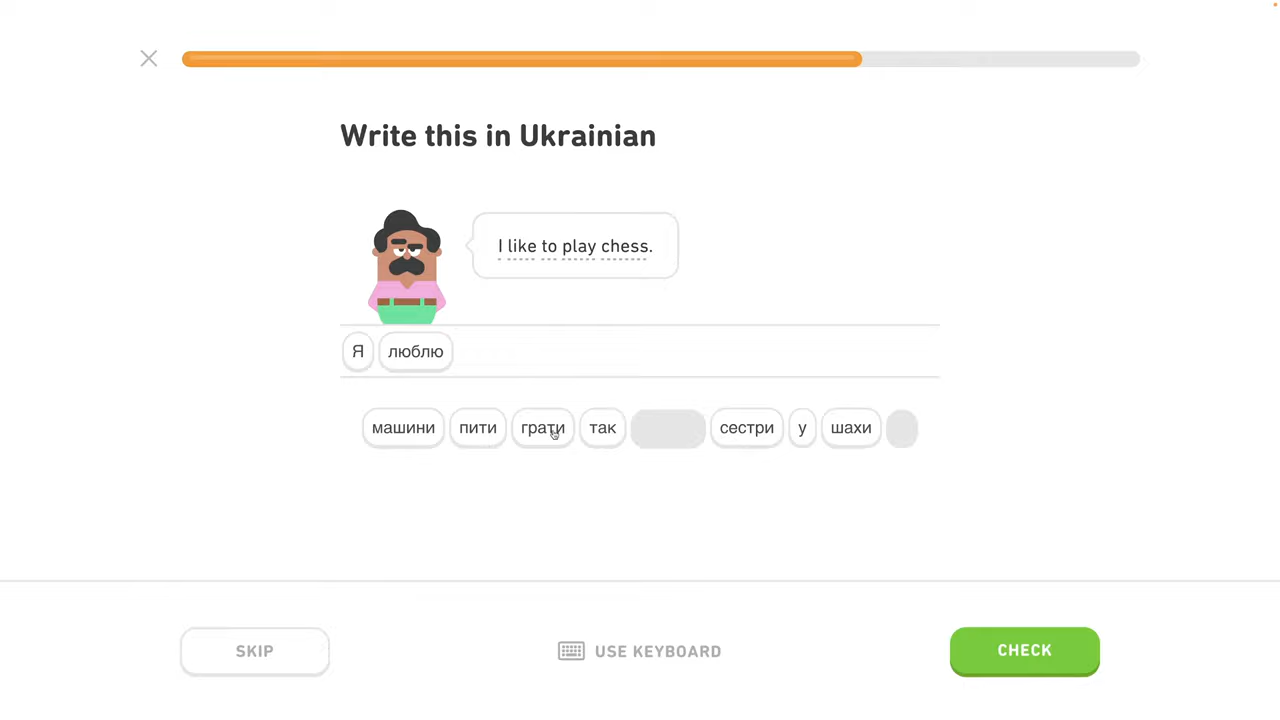 Write this in Ukrainian
I like to play chess.
Я люблю
машини пити грати так сестри у шахи
SKIP USE KEYBOARD CHECK